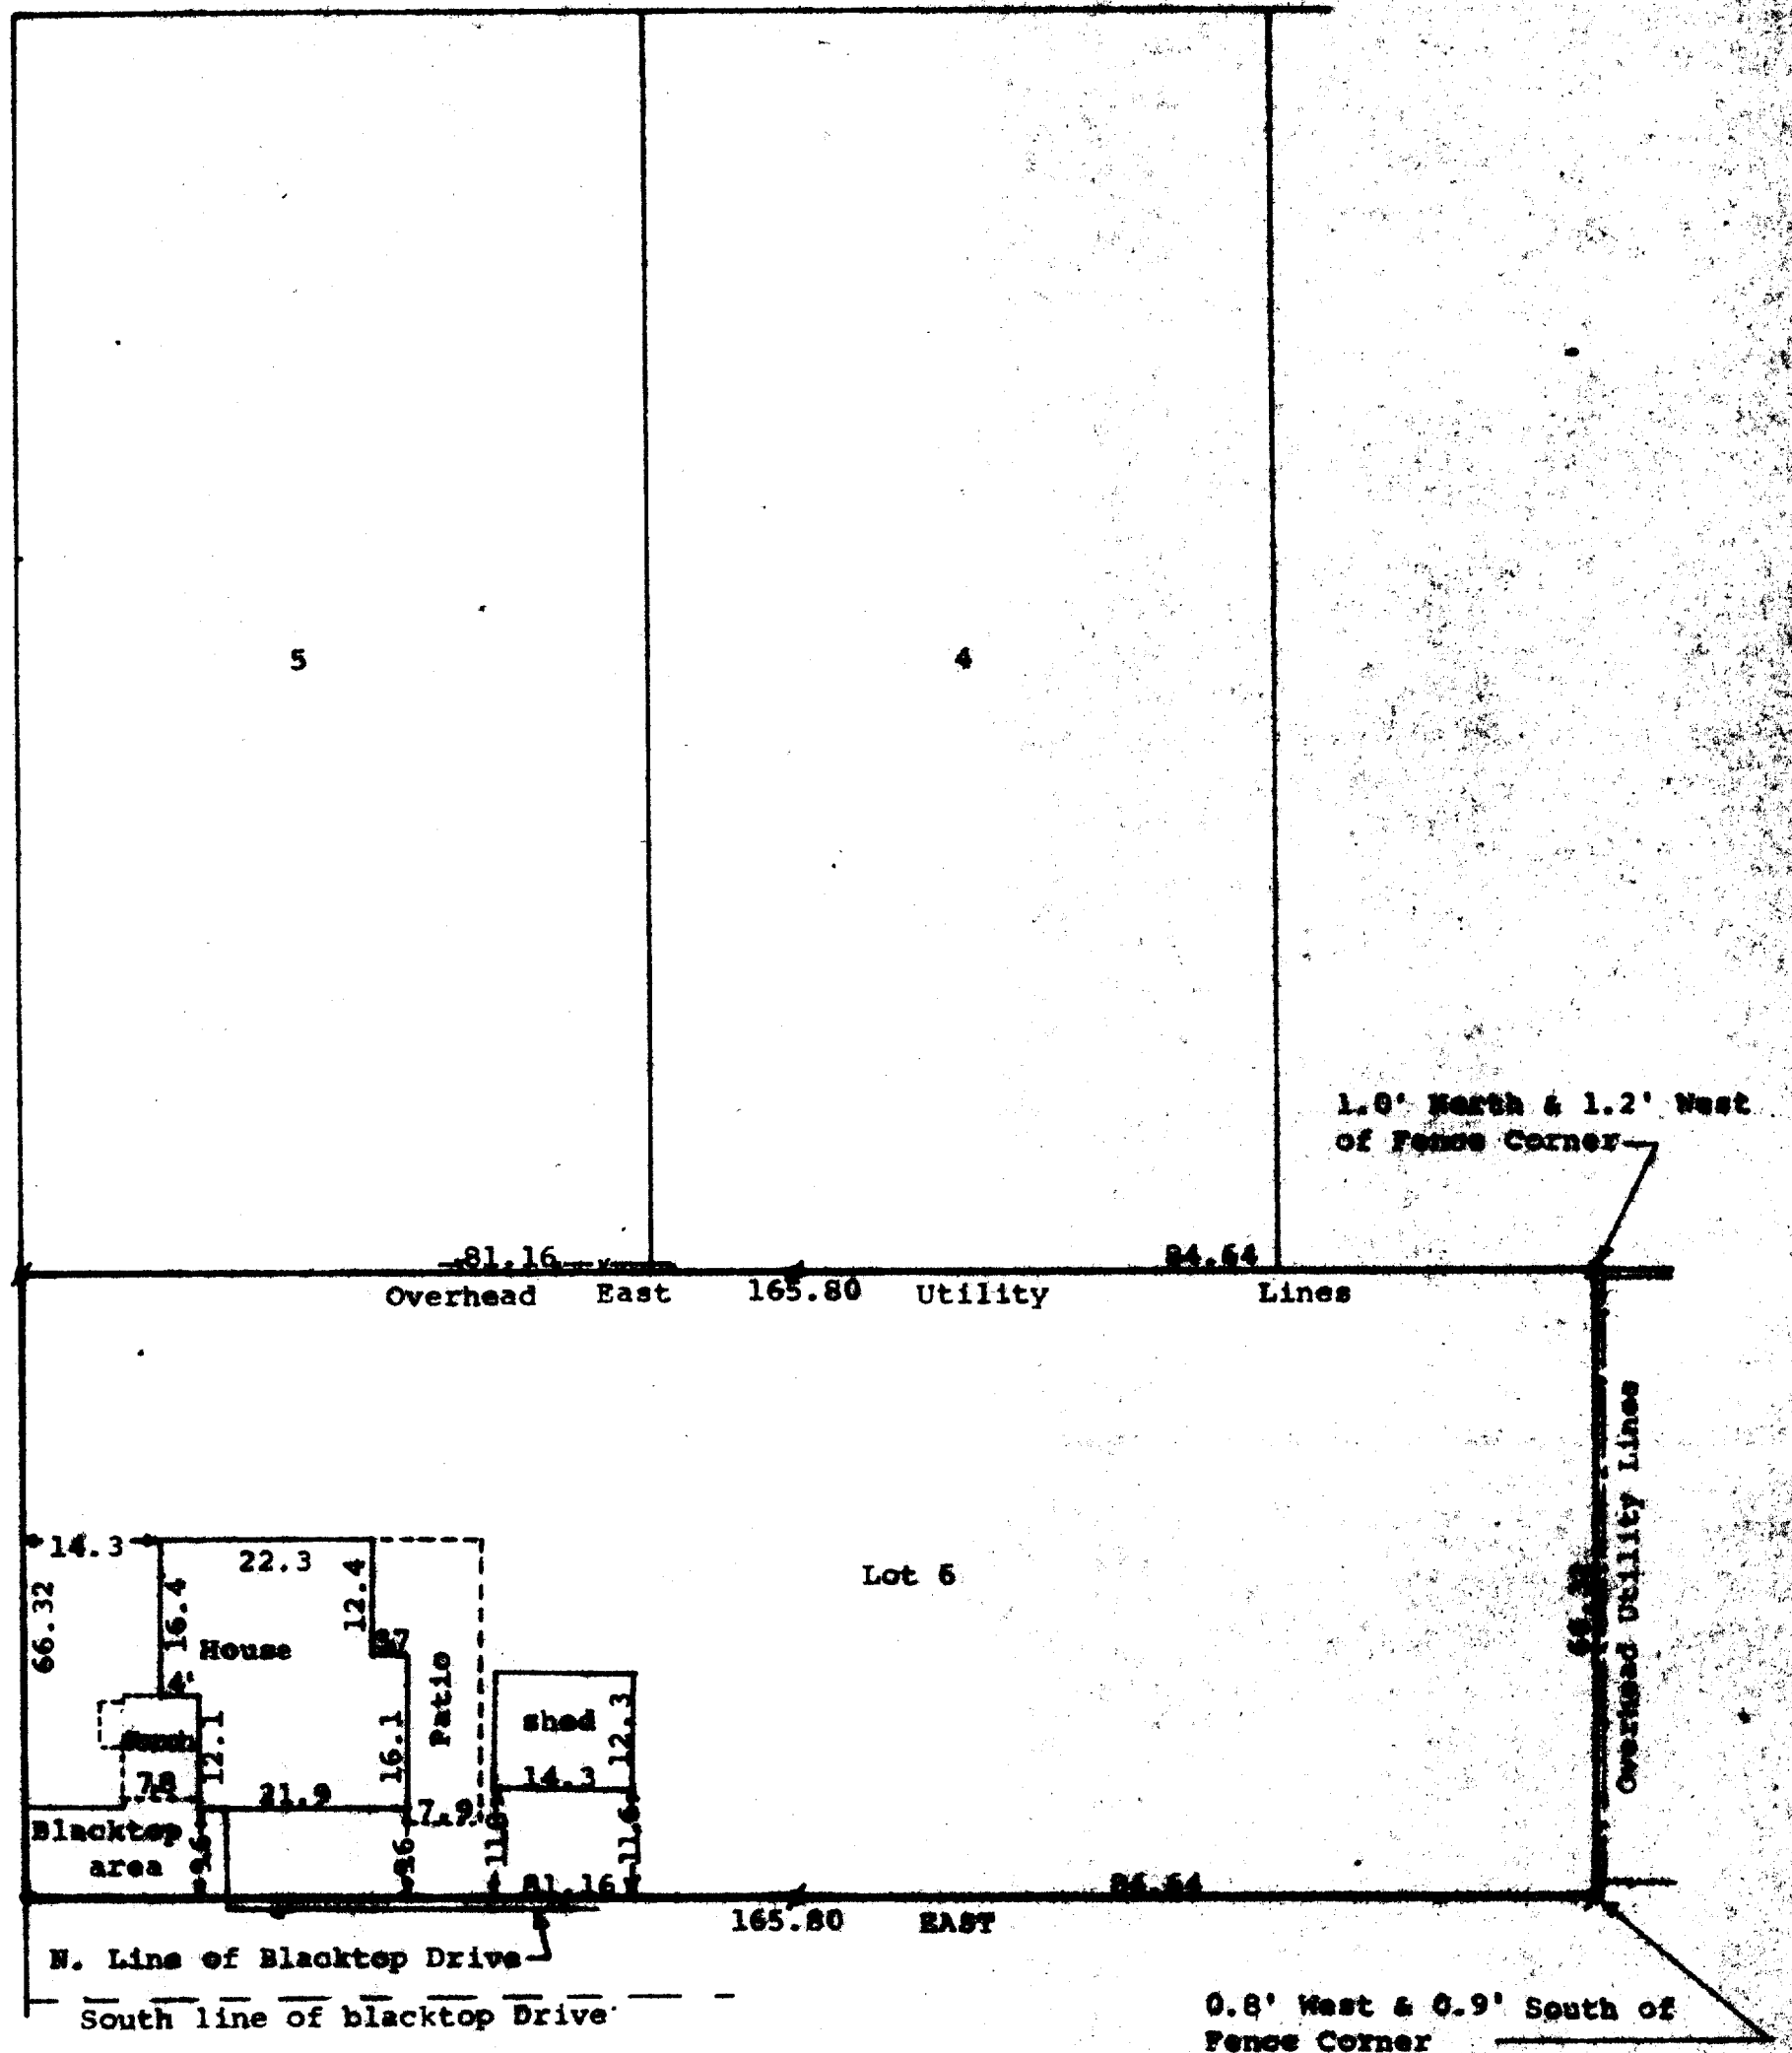 5
4
1.0' North & 1.2' West
of Fence Corner
81.16
84.64
Overhead East 165.80 Utility Lines
14.3
22.3
66.32
16.4
12.4
House
Lot 6
66.32
Overhead Utility Lines
4'
Patio
shed
12.3
12.1
16.1
14.3
21.9
7.9
Blacktop
area
11.6
81.16
84.64
165.80 EAST
N. Line of Blacktop Drive
South line of blacktop Drive
0.8' West & 0.9' South of
Fence Corner